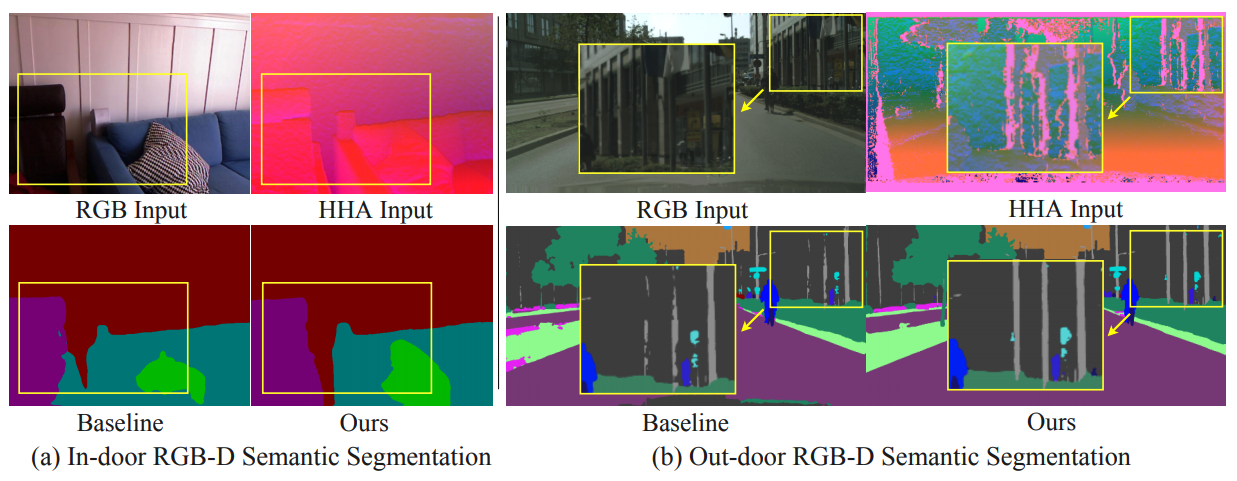 RGB Input
HHA Input
RGB Input
HHA Input
Baseline
Ours
Baseline
Ours
(a) In-door RGB-D Semantic Segmentation
(b) Out-door RGB-D Semantic Segmentation